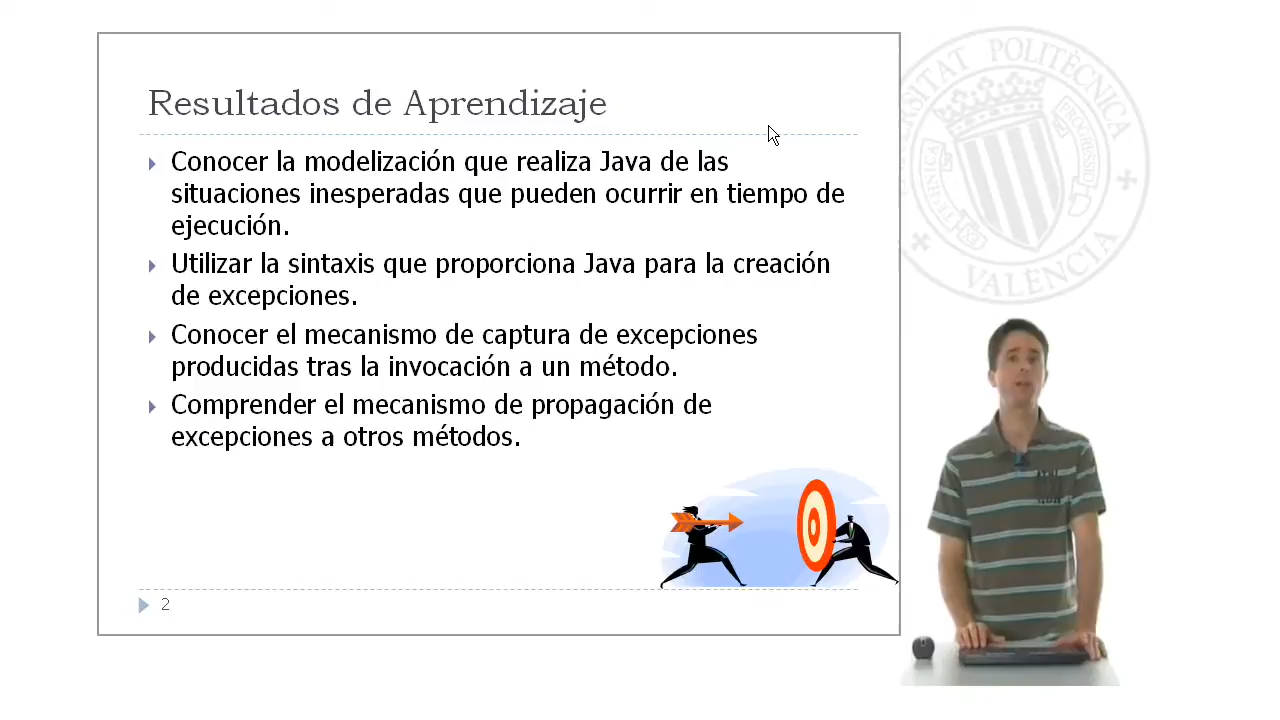 Resultados de Aprendizaje
Conocer la modelización que realiza Java de las
situaciones inesperadas que pueden ocurrir en tiempo de
ejecución.
Utilizar la sintaxis que proporciona Java para la creación
de excepciones.
Conocer el mecanismo de captura de excepciones
producidas tras la invocación a un método.
Comprender el mecanismo de propagación de
excepciones a otros métodos.
2
POLITÈCNICA
VALÈNCIA